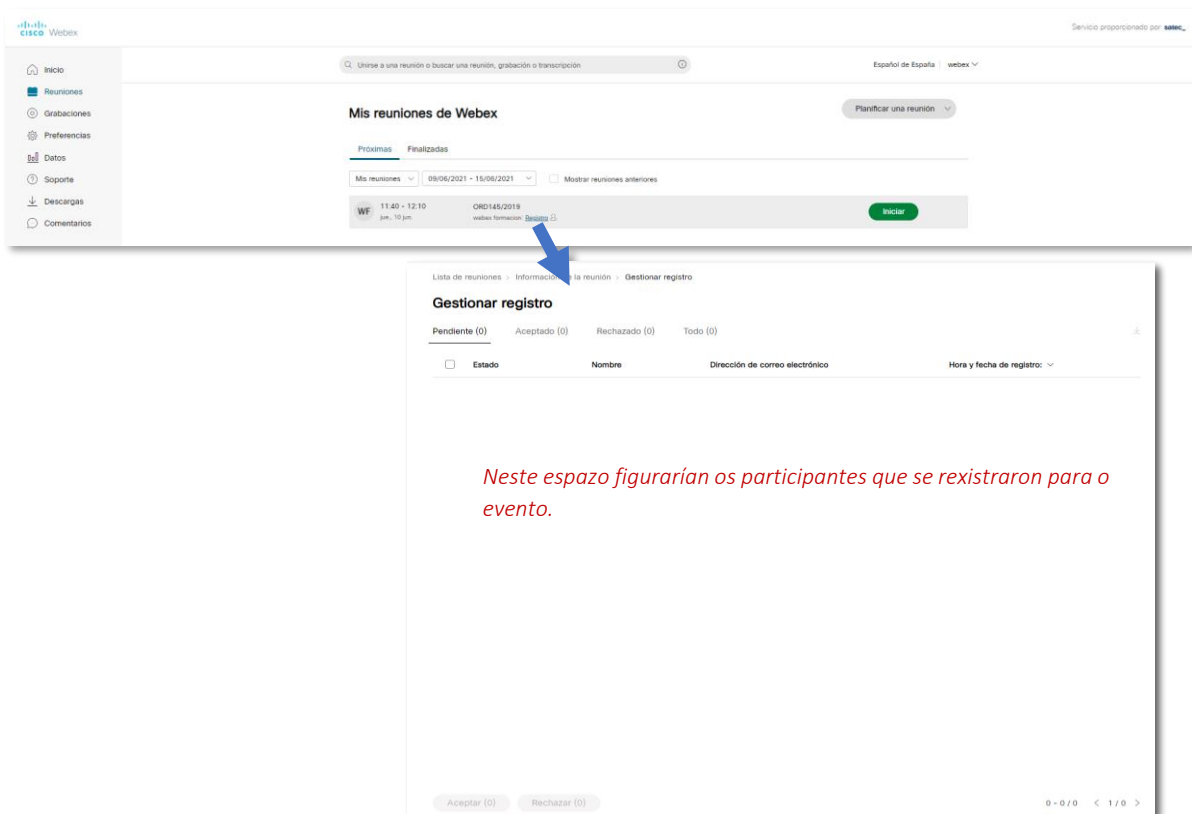 CISCO Webex
Servicio proporcionado por satec_
Unirse a una reunión o buscar una reunión, grabación o transcripción
Español de España | webex
Inicio
Reuniones
Grabaciones
Preferencias
Datos
Soporte
Descargas
Comentarios
Mis reuniones de Webex
Planificar una reunión
Próximas Finalizadas
Mis reuniones 09/06/2021 - 15/06/2021 Mostrar reuniones anteriores
WF 11:40 - 12:10 ORD145/2019 Iniciar
jue., 10 jun. webex formacion Registro
Lista de reuniones > Información la reunión > Gestionar registro
Gestionar registro
Pendiente (0) Aceptado (0) Rechazado (0) Todo (0)
Estado Nombre Dirección de correo electrónico Hora y fecha de registro:
Neste espazo figurarían os participantes que se rexistraron para o
evento.
Aceptar (0) Rechazar (0) 0 - 0 / 0 < 1 / 0 >